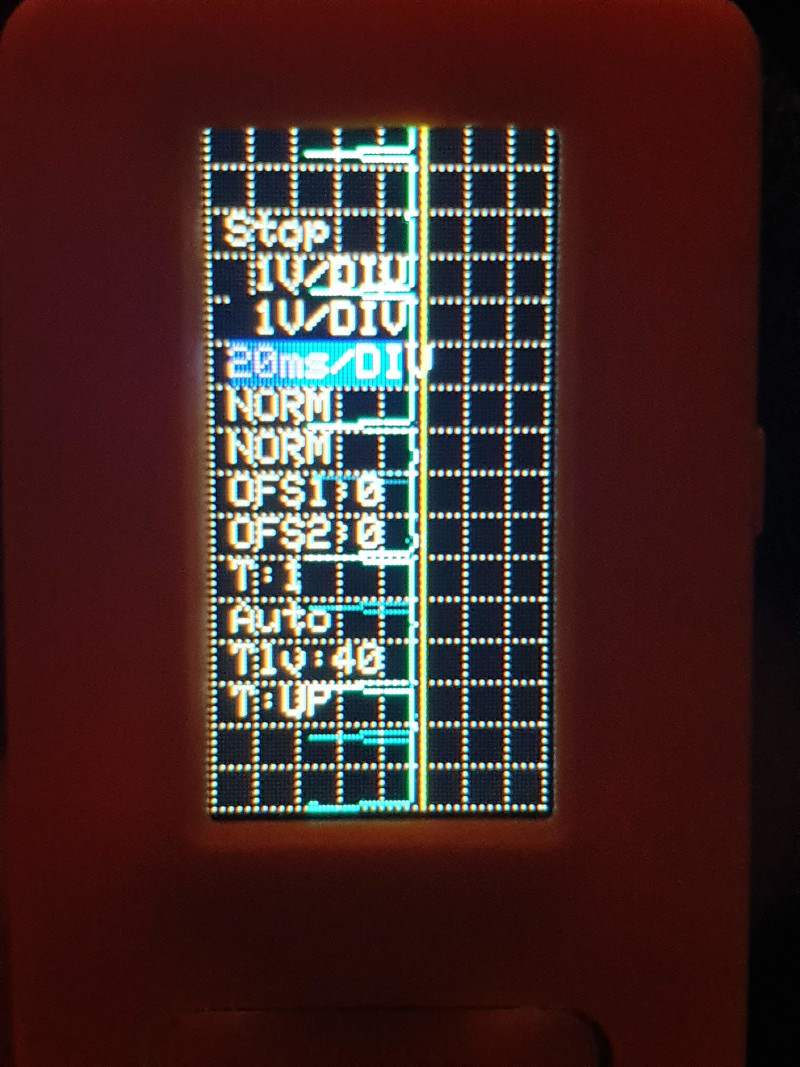 Stop
1V/DIV
1V/DIV
20ms/DIV
NORM
NORM
OFS1:0
OFS2:0
T:1
Auto
Tlv:40
T:UP